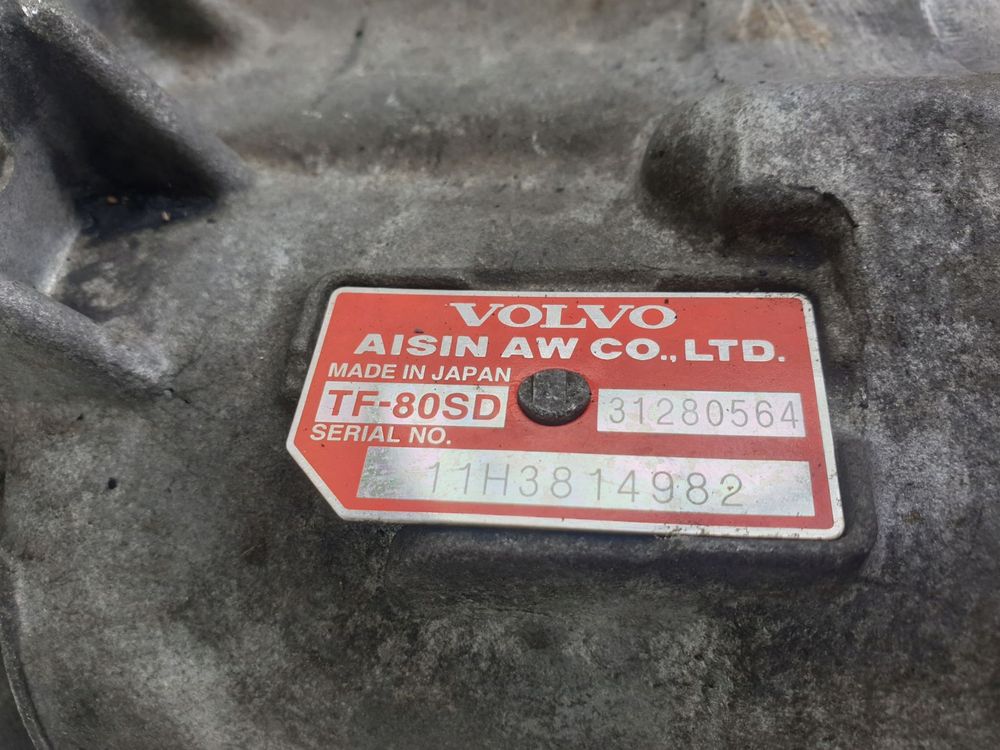 VOLVO
AISIN AW CO., LTD.
MADE IN JAPAN
TF-80SD 31280564
SERIAL NO.
11H3814982